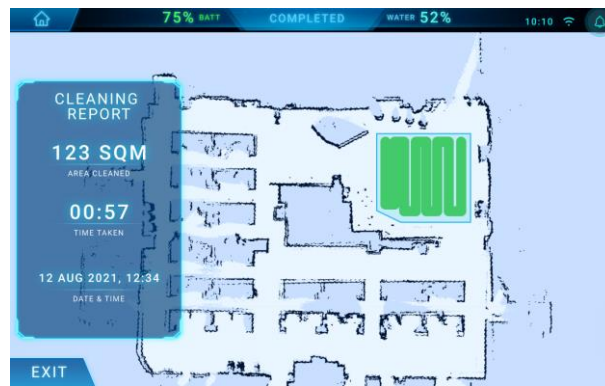 75% BATT
COMPLETED
WATER 52%
10:10
CLEANING
REPORT
123 SQM
AREA CLEANED
00:57
TIME TAKEN
12 AUG 2021, 12:34
DATE & TIME
EXIT